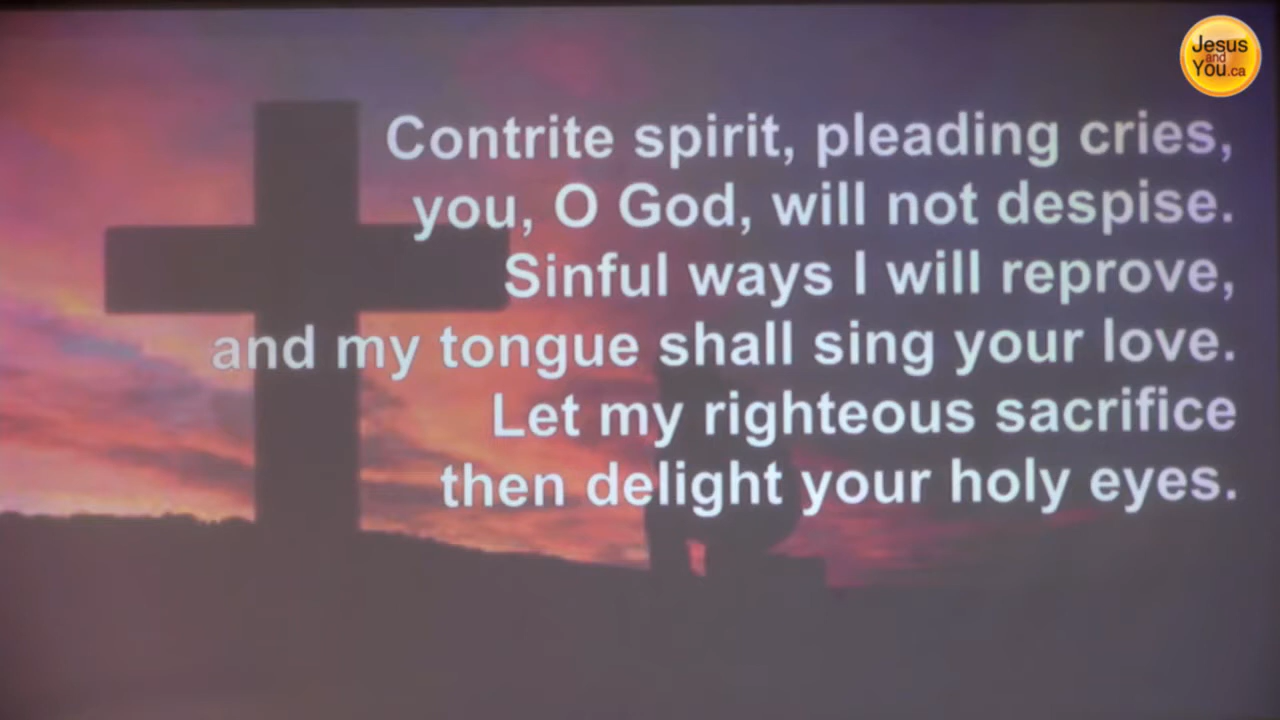 Jesus
and
You.ca
Contrite spirit, pleading cries,
you, O God, will not despise.
Sinful ways I will reprove,
and my tongue shall sing your love.
Let my righteous sacrifice
then delight your holy eyes.